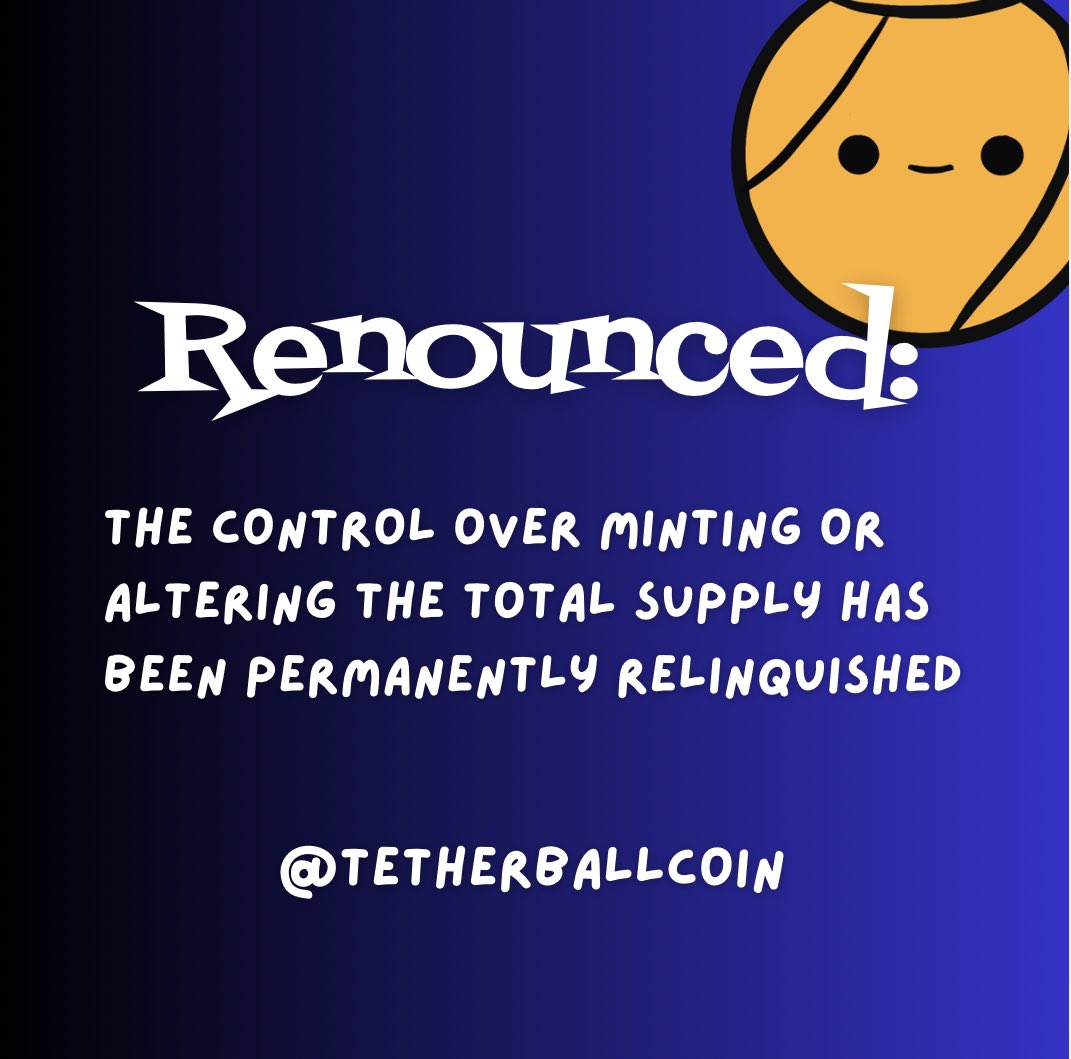 Renounced:
THE CONTROL OVER MINTING OR
ALTERING THE TOTAL SUPPLY HAS
BEEN PERMANENTLY RELINQUISHED
@TETHERBALLCOIN